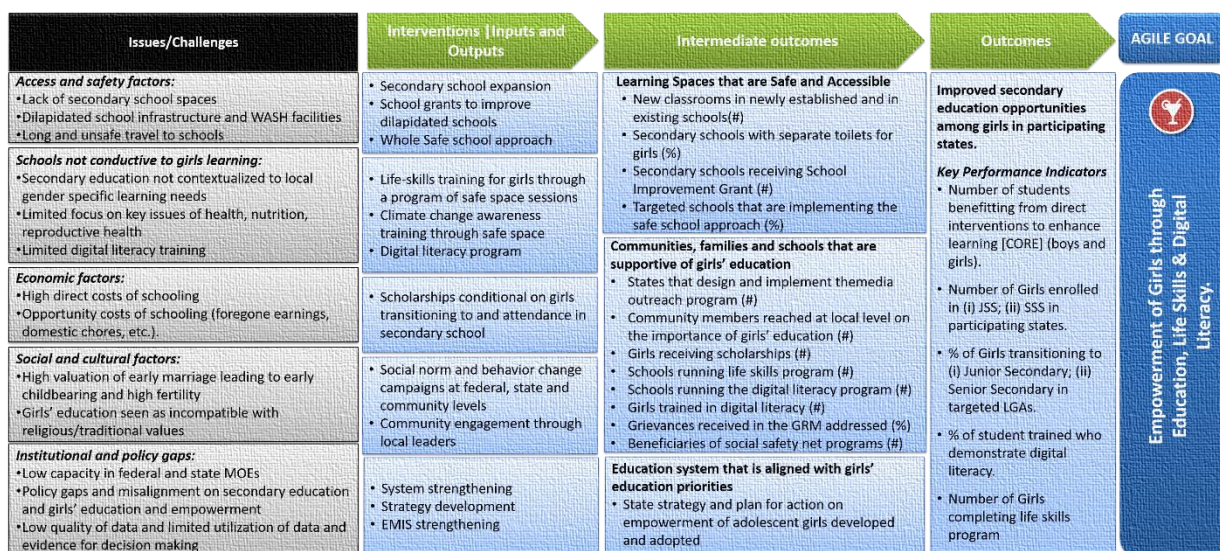 Issues/Challenges
Access and safety factors:
•Lack of secondary school spaces
•Dilapidated school infrastructure and WASH facilities
•Long and unsafe travel to schools
Schools not conductive to girls learning:
•Secondary education not contextualized to local
gender specific learning needs
•Limited focus on key issues of health, nutrition,
reproductive health
•Limited digital literacy training
Economic factors:
•High direct costs of schooling
•Opportunity costs of schooling (foregone earnings,
domestic chores, etc.).
Social and cultural factors:
•High valuation of early marriage leading to early
childbearing and high fertility
•Girls' education seen as incompatible with
religious/traditional values
Institutional and policy gaps:
•Low capacity in federal and state MOEs
•Policy gaps and misalignment on secondary education
and girls' education and empowerment
•Low quality of data and limited utilization of data and
evidence for decision making
Interventions |Inputs and
Outputs
•Secondary school expansion
•School grants to improve
dilapidated schools
•Whole Safe school approach
•Life-skills training for girls through
a program of safe space sessions
•Climate change awareness
training through safe space
•Digital literacy program
•Scholarships conditional on girls
transitioning to and attendance in
secondary school
•Social norm and behavior change
campaigns at federal, state and
community levels
•Community engagement through
local leaders
•System strengthening
•Strategy development
•EMIS strengthening
Intermediate outcomes
Learning Spaces that are Safe and Accessible
•New classrooms in newly established and in
existing schools(#)
•Secondary schools with separate toilets for
girls (%)
•Secondary schools receiving School
Improvement Grant (#)
•Targeted schools that are implementing the
safe school approach (%)
Communities, families and schools that are
supportive of girls' education
•States that design and implement themedia
outreach program (#)
•Community members reached at local level on
the importance of girls' education (#)
•Girls receiving scholarships (#)
•Schools running life skills program (#)
•Schools running the digital literacy program (#)
•Girls trained in digital literacy (#)
•Grievances received in the GRM addressed (%)
•Beneficiaries of social safety net programs (#)
Education system that is aligned with girls'
education priorities
•State strategy and plan for action on
empowerment of adolescent girls developed
and adopted
Outcomes
Improved secondary
education opportunities
among girls in participating
states.
Key Performance Indicators
•Number of students
benefitting from direct
interventions to enhance
learning [CORE] (boys and
girls).
•Number of Girls enrolled
in (i) JSS; (ii) SSS in
participating states.
•% of Girls transitioning to
(i) Junior Secondary; (ii)
Senior Secondary in
targeted LGAs.
•% of student trained who
demonstrate digital
literacy.
•Number of Girls
completing life skills
program
AGILE GOAL
Empowerment of Girls through
Education, Life Skills & Digital
Literacy.